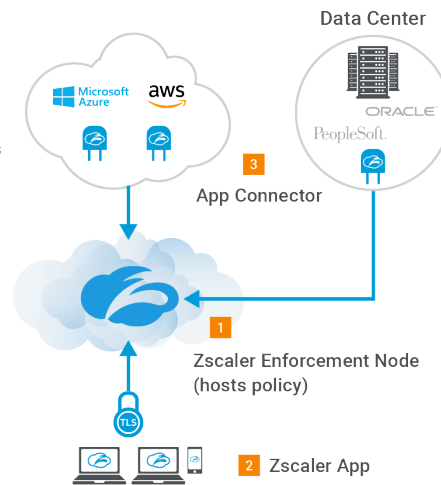 Data Center
Microsoft
Azure
aws
ORACLE
PeopleSoft.
s
3
App Connector
1
Zscaler Enforcement Node
(hosts policy)
TLS
2 Zscaler App